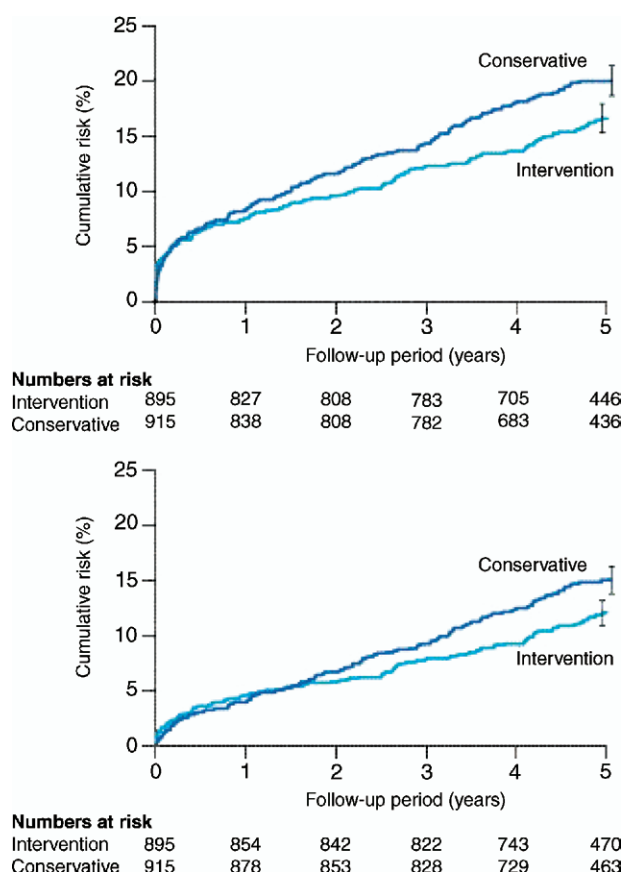 25
20
15
10
5
0
Cumulative risk (%)
Conservative
Intervention
0 1 2 3 4 5
Follow-up period (years)
Numbers at risk
Intervention 895 827 808 783 705 446
Conservative 915 838 808 782 683 436
25
20
15
10
5
0
Cumulative risk (%)
Conservative
Intervention
0 1 2 3 4 5
Follow-up period (years)
Numbers at risk
Intervention 895 854 842 822 743 470
Conservative 915 878 853 828 729 463